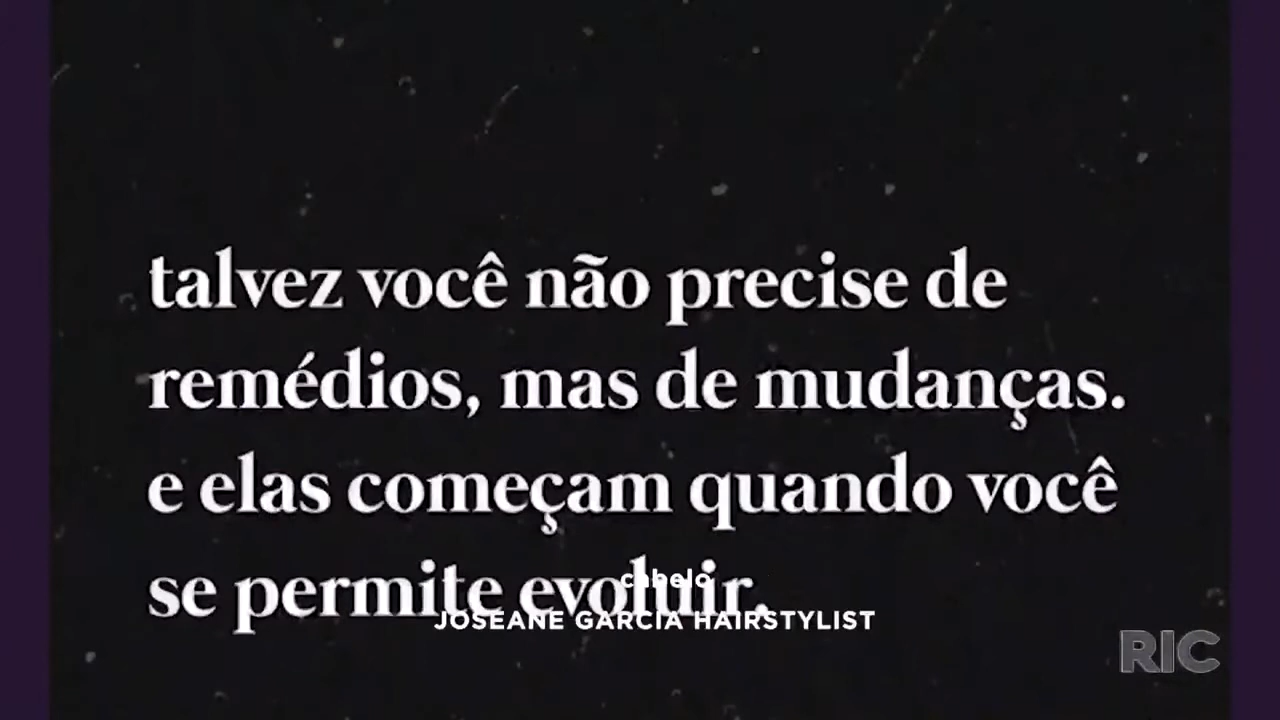 talvez você não precise de
remédios, mas de mudanças.
e elas começam quando você
se permite evoluir.
cabelo
JOSEANE GARCIA HAIRSTYLIST
RIC